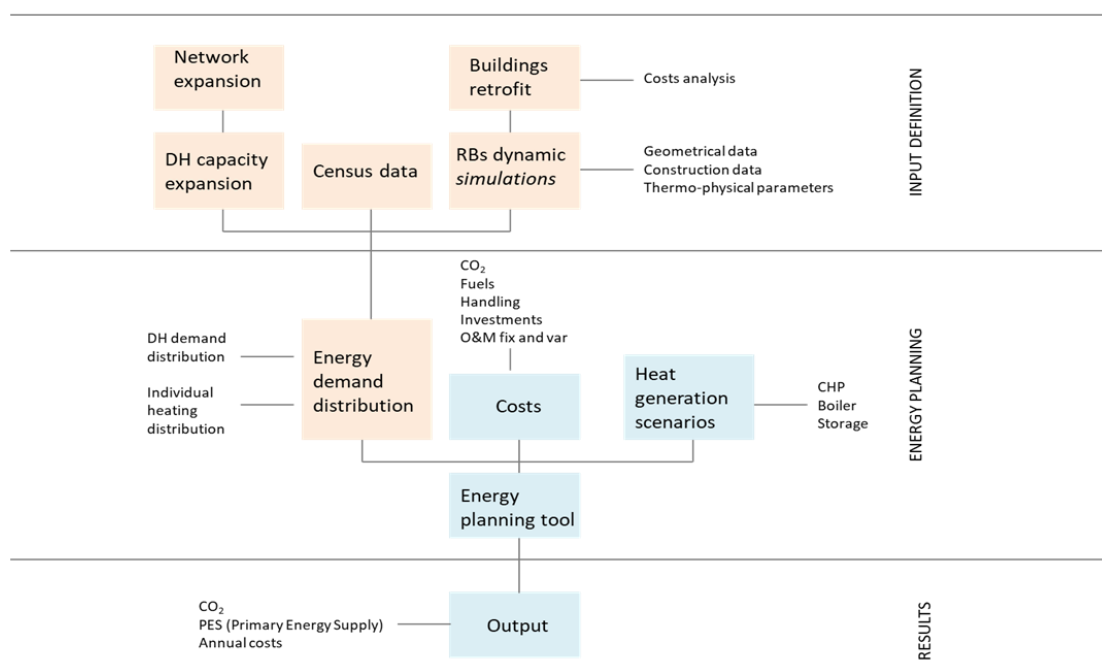 Network
expansion
Buildings
retrofit
Costs analysis
DH capacity
expansion
Census data
RBs dynamic
simulations
Geometrical data
Construction data
Thermo-physical parameters
INPUT DEFINITION
CO₂
Fuels
Handling
Investments
O&M fix and var
DH demand
distribution
Individual
heating
distribution
Energy
demand
distribution
Costs
Heat
generation
scenarios
CHP
Boiler
Storage
ENERGY PLANNING
Energy
planning tool
CO₂
PES (Primary Energy Supply)
Annual costs
Output
RESULTS